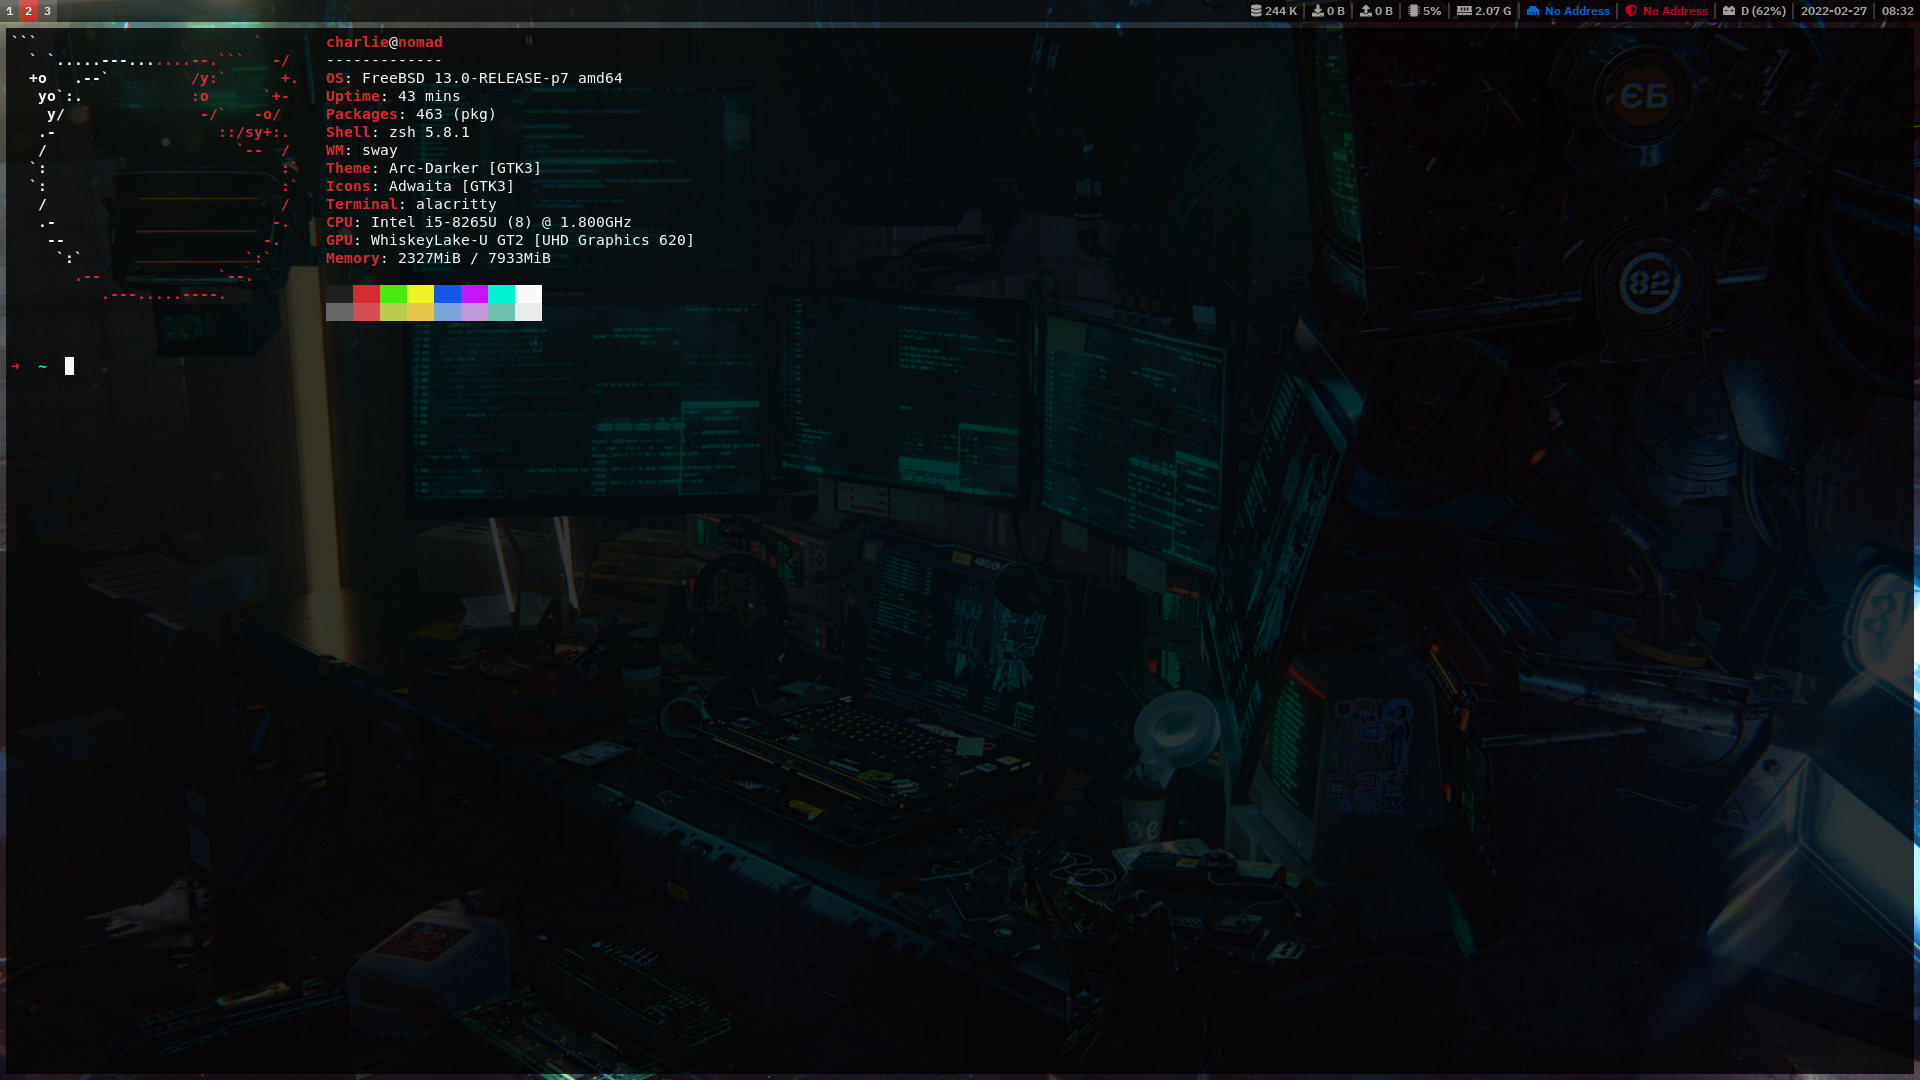 1 2 3 244 K 0 B 0 B 5% 2.07 G No Address No Address D (62%) 2022-02-27 08:32
charlie@nomad
-------------
OS: FreeBSD 13.0-RELEASE-p7 amd64
Uptime: 43 mins
Packages: 463 (pkg)
Shell: zsh 5.8.1
WM: sway
Theme: Arc-Darker [GTK3]
Icons: Adwaita [GTK3]
Terminal: alacritty
CPU: Intel i5-8265U (8) @ 1.800GHz
GPU: WhiskeyLake-U GT2 [UHD Graphics 620]
Memory: 2327MiB / 7933MiB
➜ ~
ЄБ
82